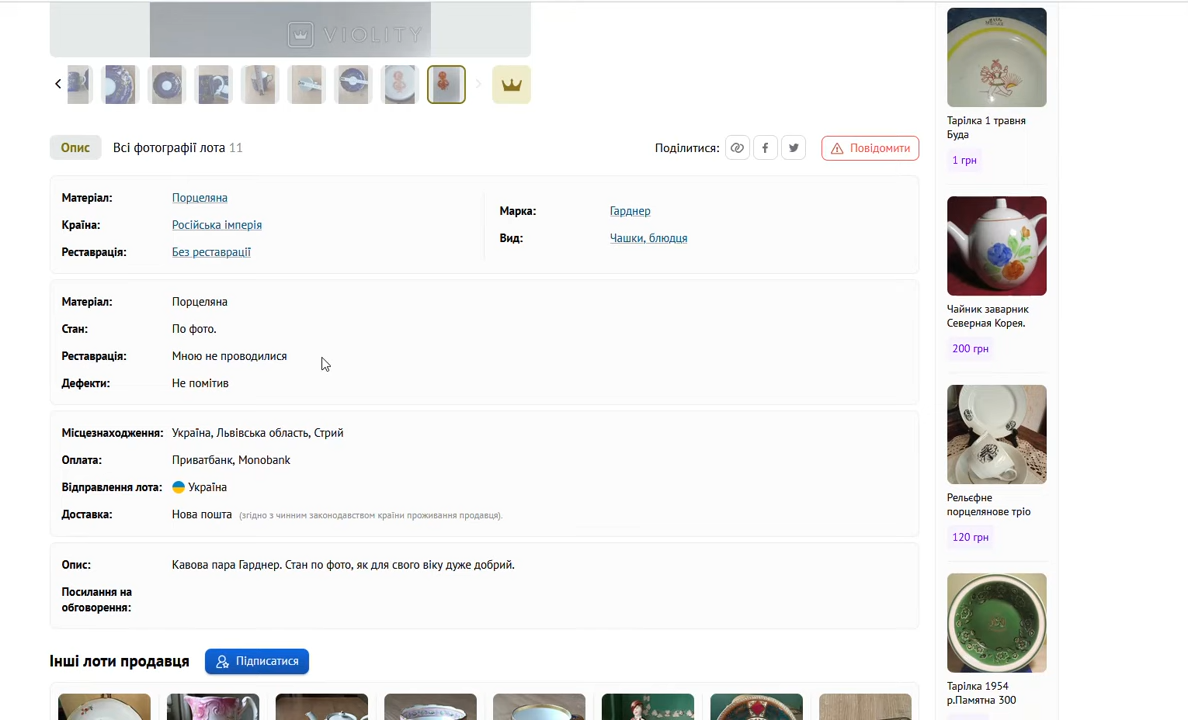 VIOLITY
Опис
Всі фотографії лота 11
Поділитися:
Повідомити
Матеріал: Порцеляна
Країна: Російська імперія
Реставрація: Без реставрації
Марка: Гарднер
Вид: Чашки, блюдця
Матеріал: Порцеляна
Стан: По фото.
Реставрація: Мною не проводилися
Дефекти: Не помітив
Місцезнаходження: Україна, Львівська область, Стрий
Оплата: Приватбанк, Monobank
Відправлення лота: Україна
Доставка: Нова пошта (згідно з чинним законодавством країни проживання продавця).
Опис: Кавова пара Гарднер. Стан по фото, як для свого віку дуже добрий.
Посилання на
обговорення:
Інші лоти продавця
Підписатися
Тарілка 1 травня
Буда
1 грн
Чайник заварник
Северная Корея.
200 грн
Рельєфне
порцелянове тріо
120 грн
Тарілка 1954
р.Памятна 300